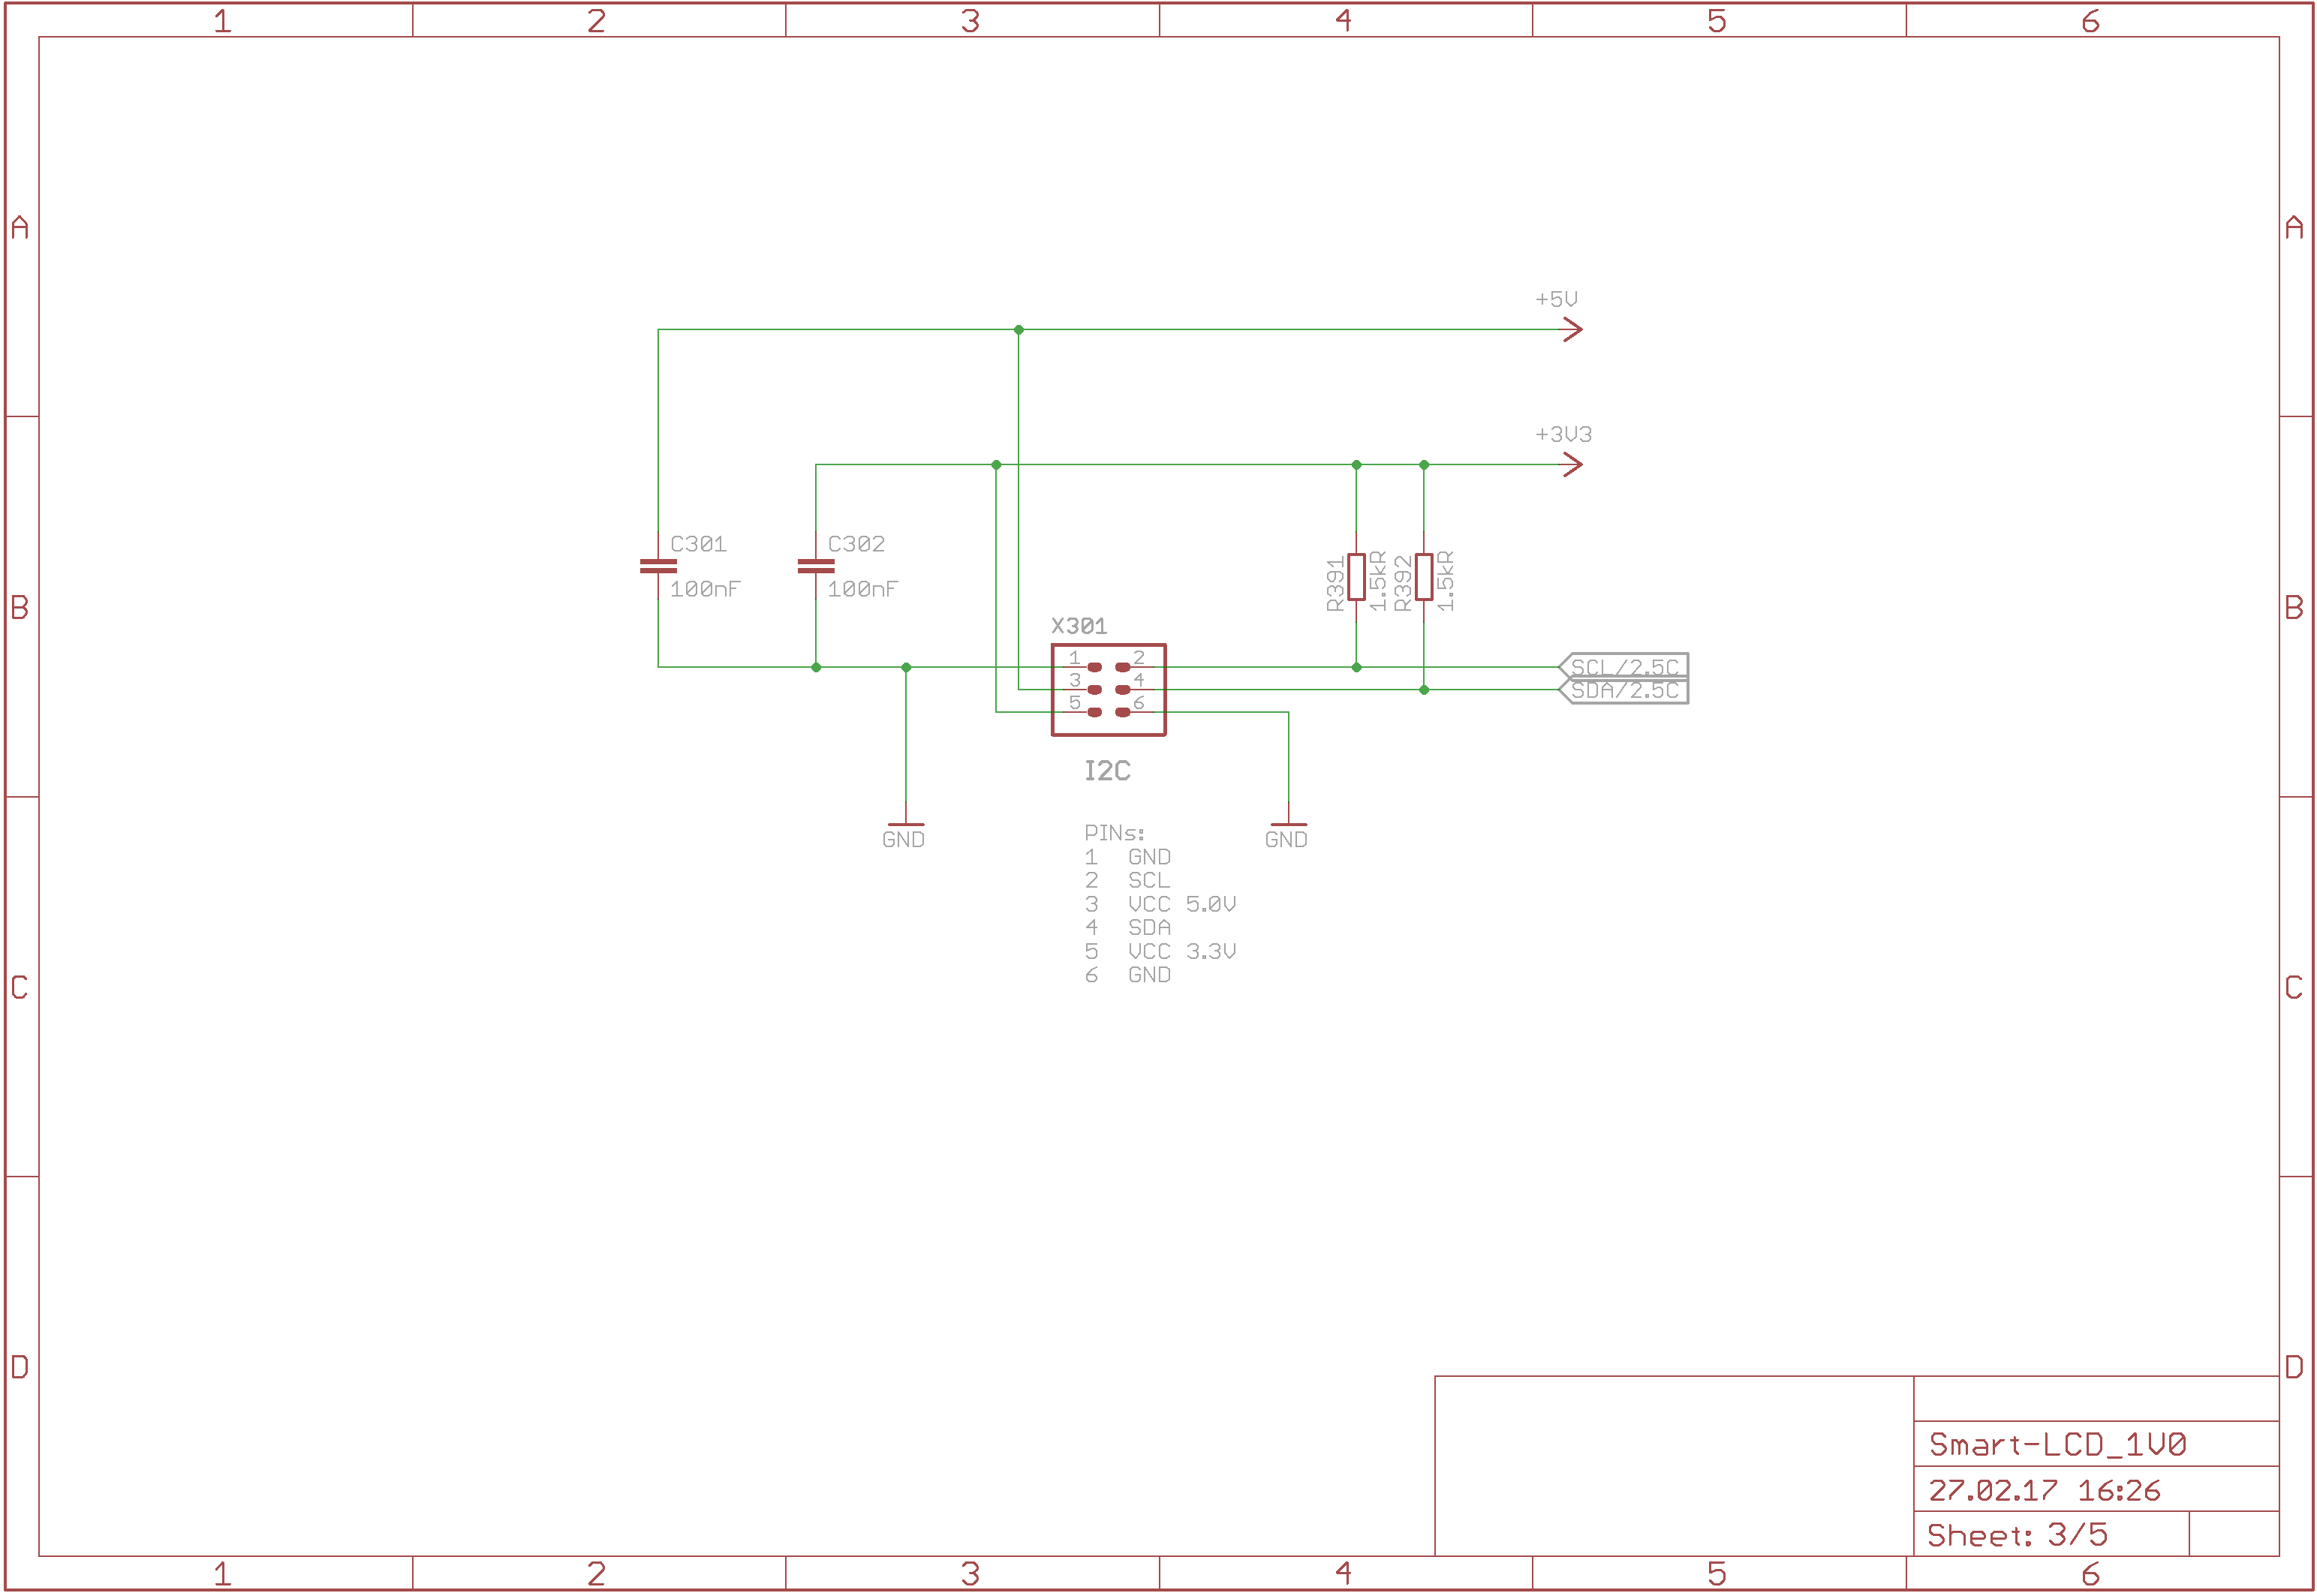 1 2 3 4 5 6
A A
+5V
+3V3
C301
C302
100nF
100nF
R391
1.5kR
R392
1.5kR
B B
X301
1 2
3 4
5 6
SCL/2.5C
SDA/2.5C
I2C
GND
GND
PINs:
1 GND
2 SCL
3 VCC 5.0V
4 SDA
5 VCC 3.3V
6 GND
C C
D D
Smart-LCD_1V0
27.02.17 16:26
Sheet: 3/5
1 2 3 4 5 6